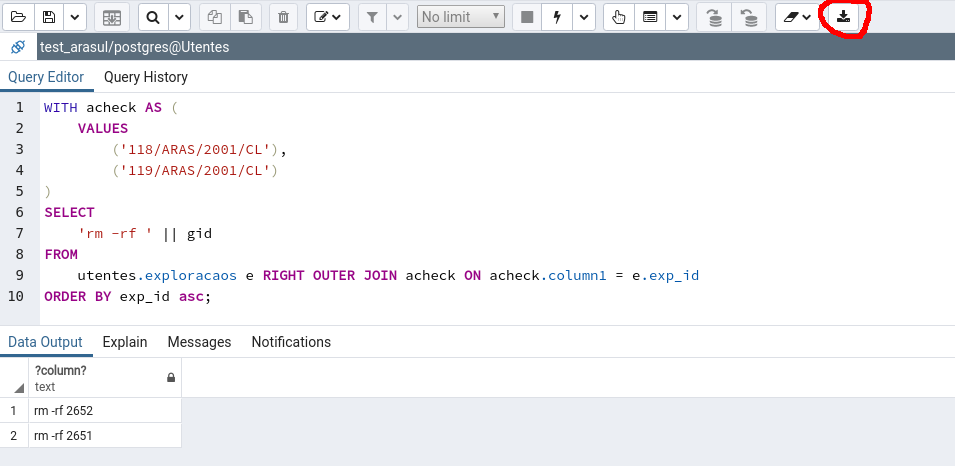 No limit
test_arasul/postgres@Utentes
Query Editor Query History
1 WITH acheck AS (
2 VALUES
3 ('118/ARAS/2001/CL'),
4 ('119/ARAS/2001/CL')
5 )
6 SELECT
7 'rm -rf ' || gid
8 FROM
9 utentes.exploracaos e RIGHT OUTER JOIN acheck ON acheck.column1 = e.exp_id
10 ORDER BY exp_id asc;
Data Output Explain Messages Notifications
?column?
text
1 rm -rf 2652
2 rm -rf 2651